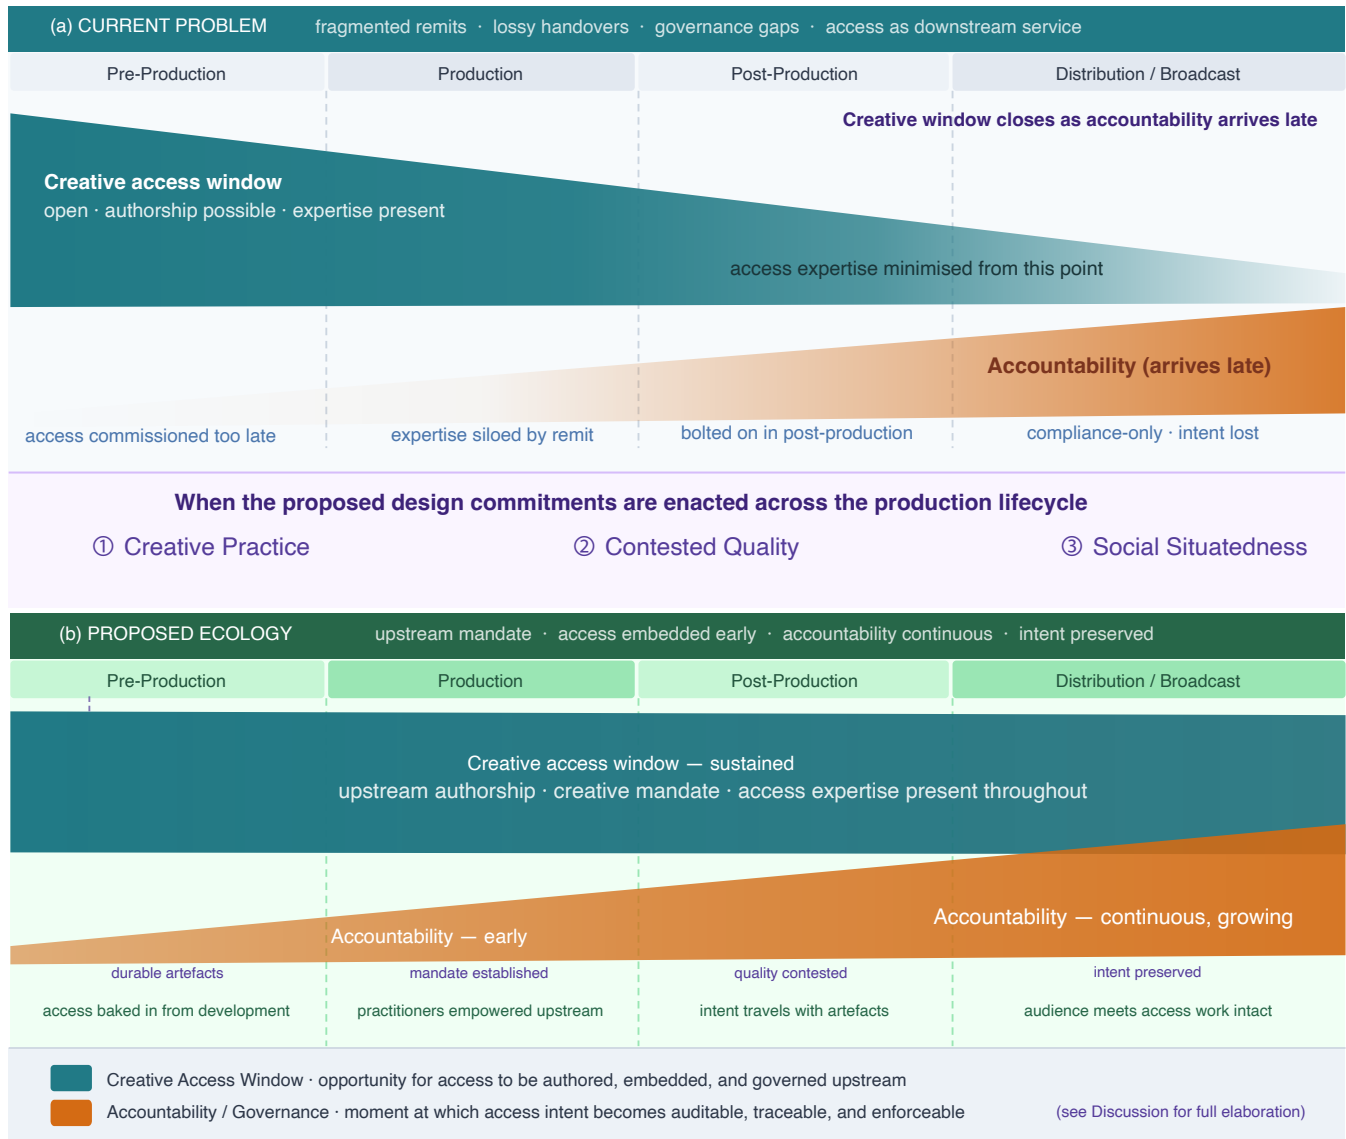 (a) CURRENT PROBLEM fragmented remits · lossy handovers · governance gaps · access as downstream service
Pre-Production Production Post-Production Distribution / Broadcast
Creative window closes as accountability arrives late
Creative access window
open · authorship possible · expertise present
access expertise minimised from this point
Accountability (arrives late)
access commissioned too late expertise siloed by remit bolted on in post-production compliance-only · intent lost
When the proposed design commitments are enacted across the production lifecycle
① Creative Practice ② Contested Quality ③ Social Situatedness
(b) PROPOSED ECOLOGY upstream mandate · access embedded early · accountability continuous · intent preserved
Pre-Production Production Post-Production Distribution / Broadcast
Creative access window — sustained
upstream authorship · creative mandate · access expertise present throughout
Accountability — continuous, growing
Accountability — early
durable artefacts mandate established quality contested intent preserved
access baked in from development practitioners empowered upstream intent travels with artefacts audience meets access work intact
Creative Access Window · opportunity for access to be authored, embedded, and governed upstream
Accountability / Governance · moment at which access intent becomes auditable, traceable, and enforceable (see Discussion for full elaboration)